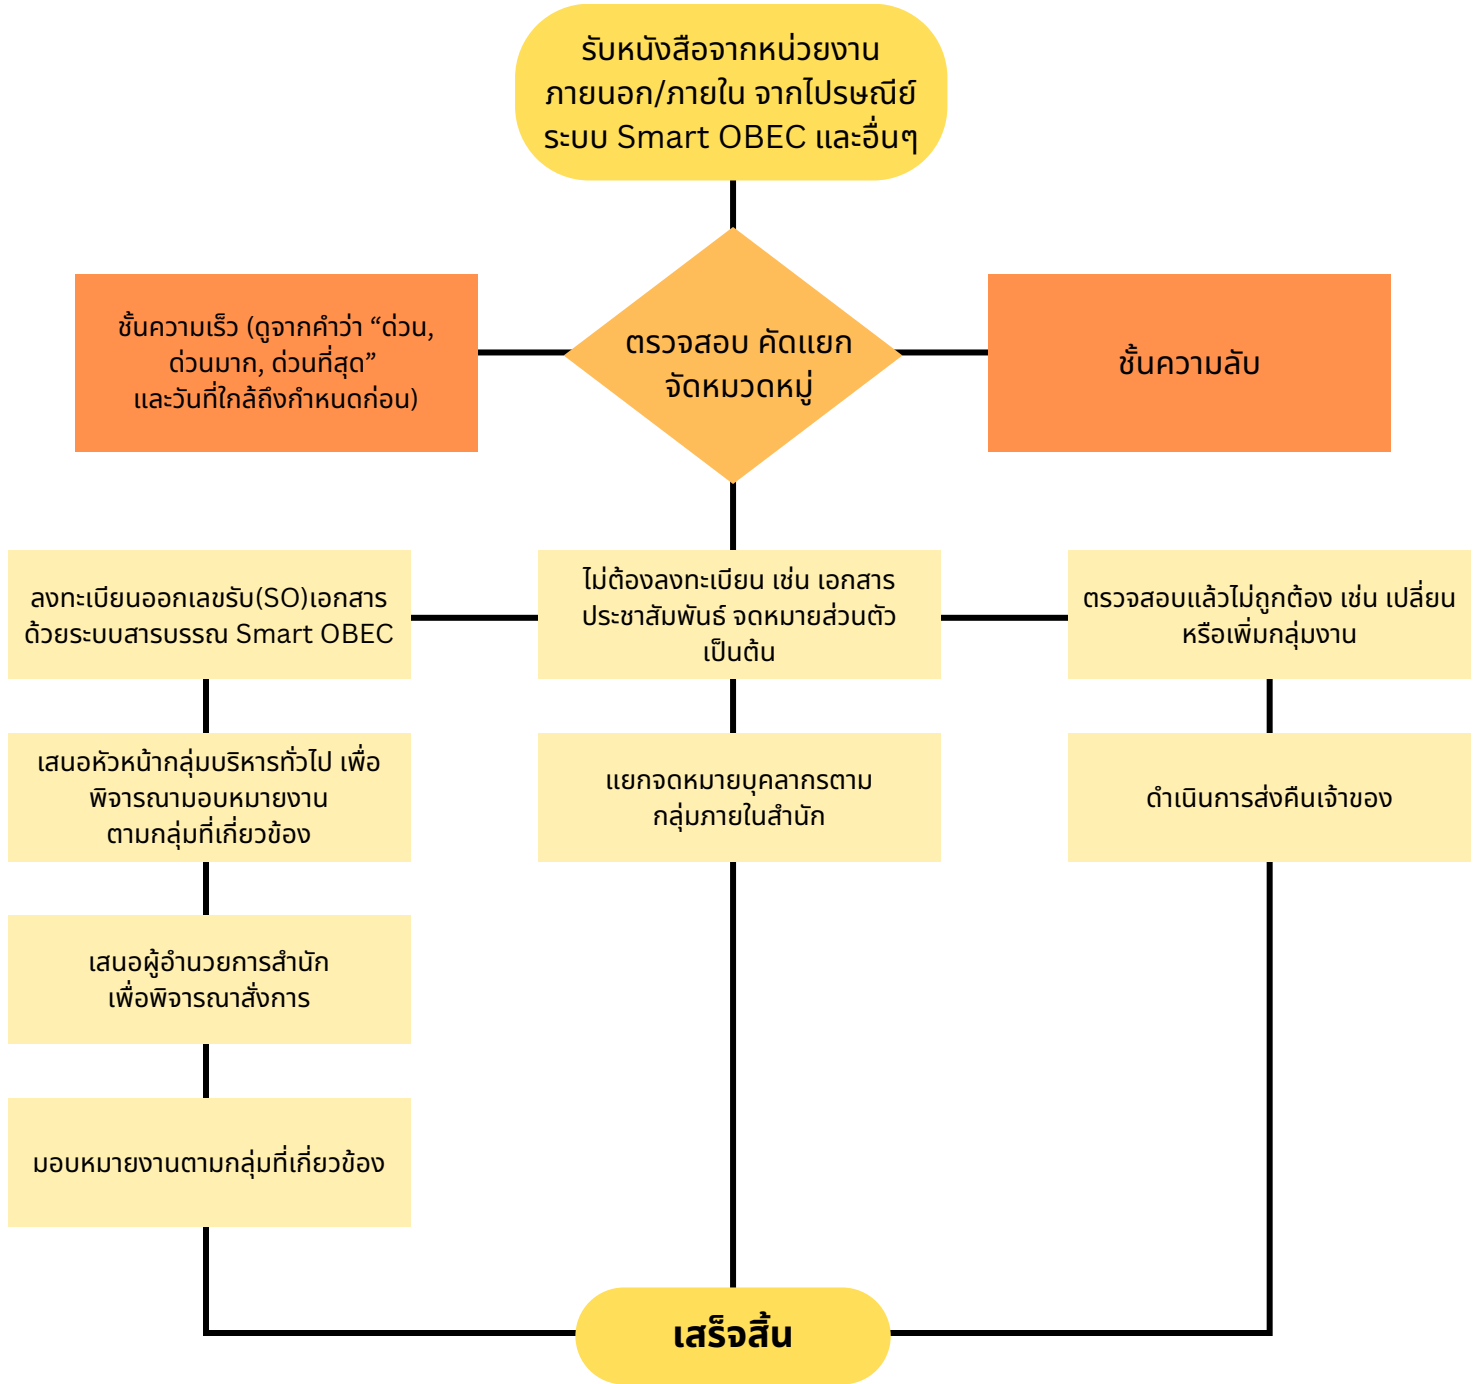 รับหนังสือจากหน่วยงาน
ภายนอก/ภายใน จากไปรษณีย์
ระบบ Smart OBEC และอื่นๆ
ชั้นความเร็ว (ดูจากคำว่า “ด่วน,
ด่วนมาก, ด่วนที่สุด”
และวันที่ใกล้ถึงกำหนดก่อน)
ตรวจสอบ คัดแยก
จัดหมวดหมู่
ชั้นความลับ
ลงทะเบียนออกเลขรับ(SO)เอกสาร
ด้วยระบบสารบรรณ Smart OBEC
ไม่ต้องลงทะเบียน เช่น เอกสาร
ประชาสัมพันธ์ จดหมายส่วนตัว
เป็นต้น
ตรวจสอบแล้วไม่ถูกต้อง เช่น เปลี่ยน
หรือเพิ่มกลุ่มงาน
เสนอหัวหน้ากลุ่มบริหารทั่วไป เพื่อ
พิจารณามอบหมายงาน
ตามกลุ่มที่เกี่ยวข้อง
แยกจดหมายบุคลากรตาม
กลุ่มภายในสำนัก
ดำเนินการส่งคืนเจ้าของ
เสนอผู้อำนวยการสำนัก
เพื่อพิจารณาสั่งการ
มอบหมายงานตามกลุ่มที่เกี่ยวข้อง
เสร็จสิ้น